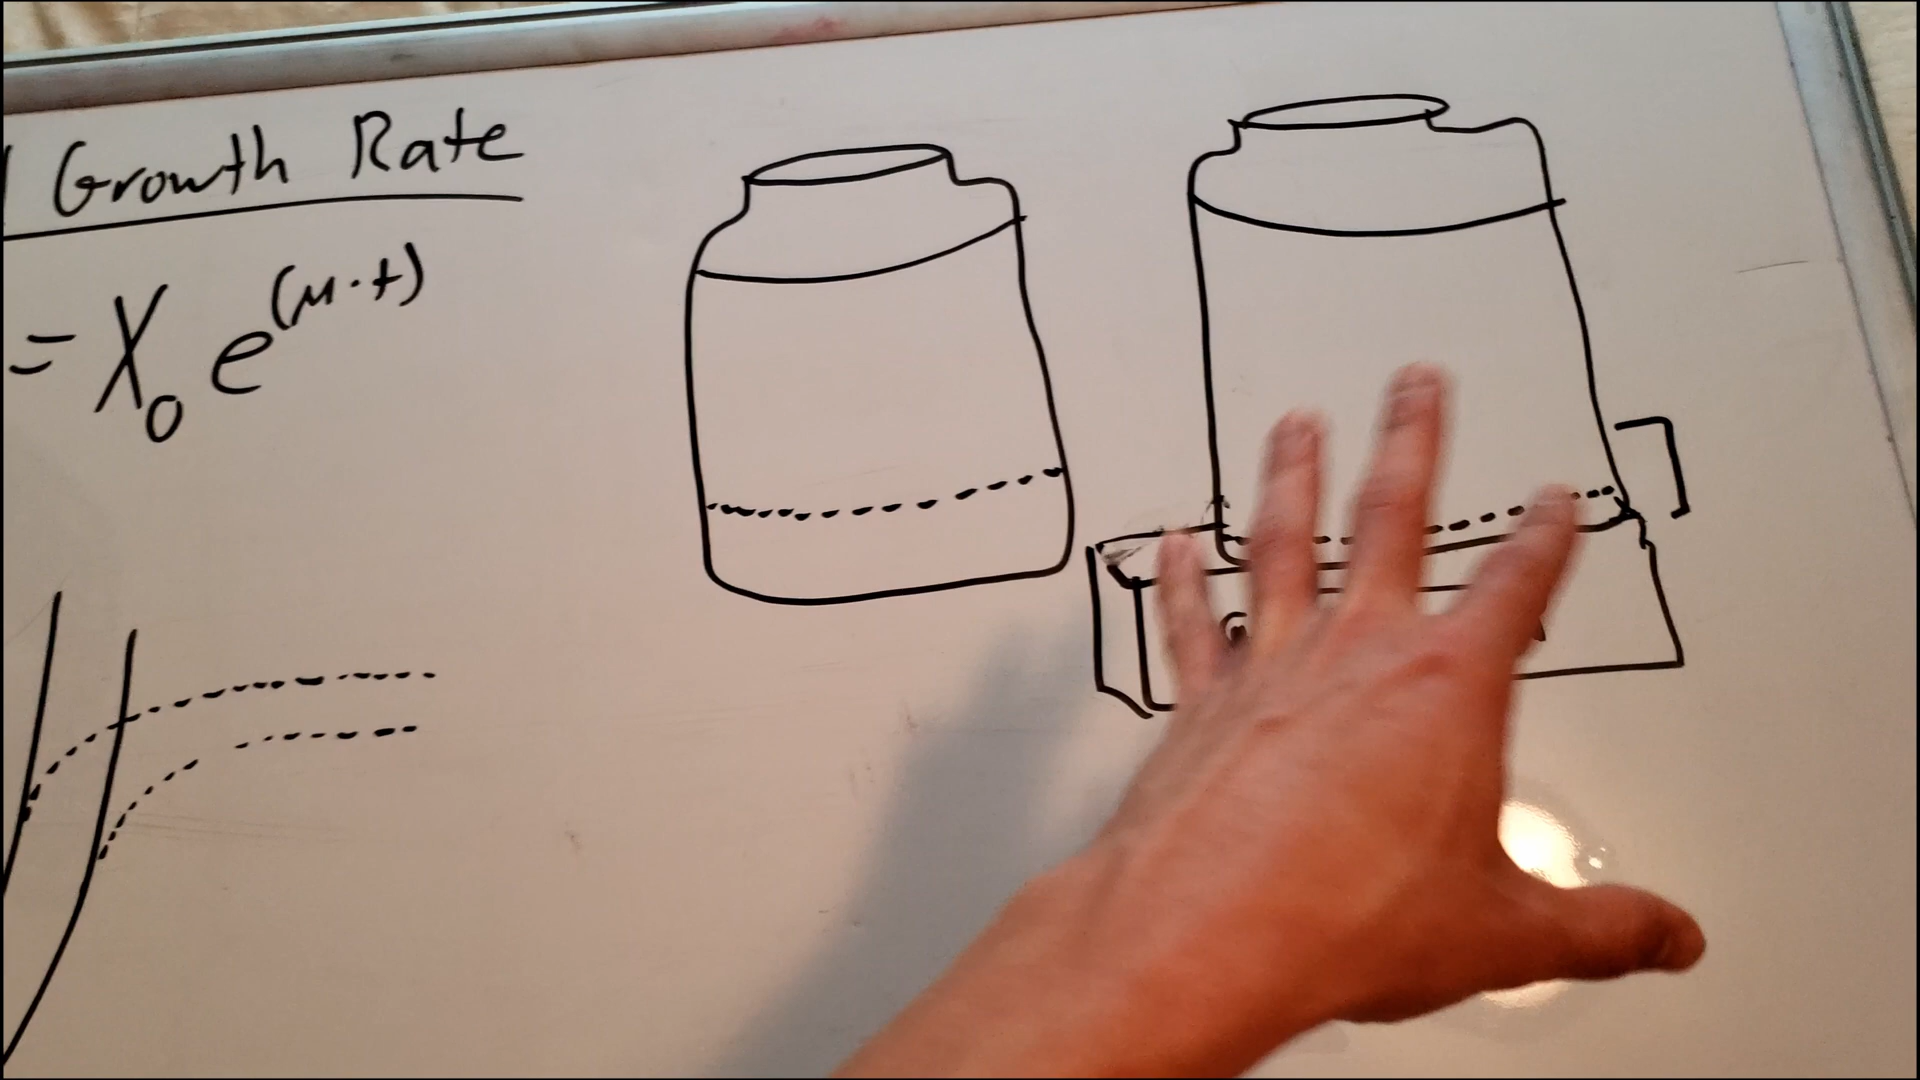 Growth Rate
= X₀ e^(μ·t)